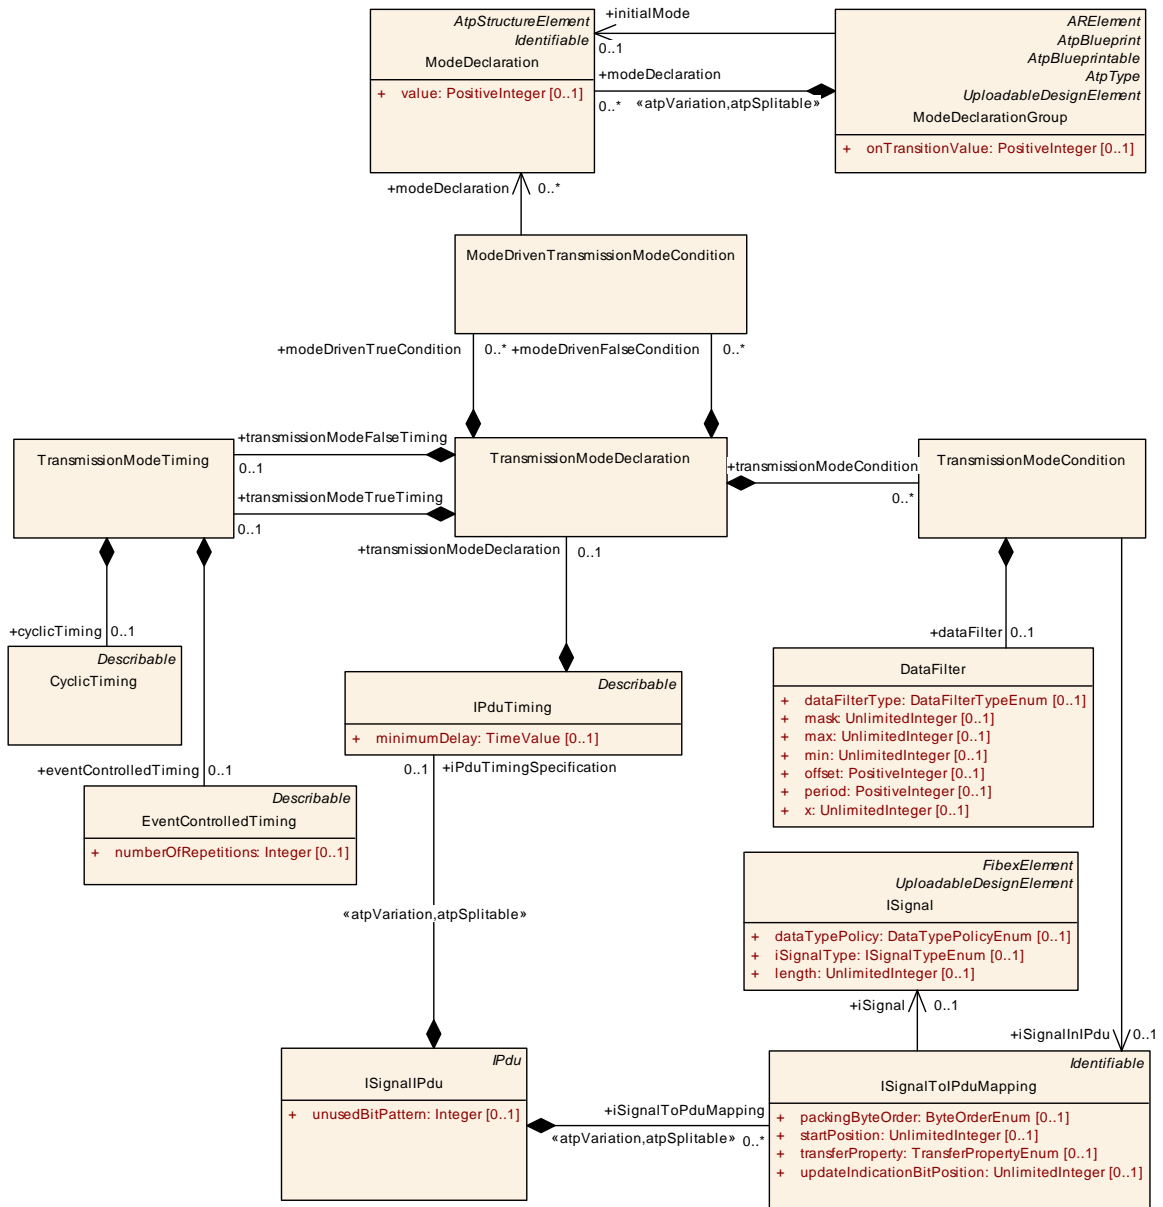 +initialMode
AtpStructureElement
Identifiable
ModeDeclaration
+ value: PositiveInteger [0..1]
0..1
+modeDeclaration
0..*
«atpVariation,atpSplitable»
ARElement
AtpBlueprint
AtpBlueprintable
AtpType
UploadableDesignElement
ModeDeclarationGroup
+ onTransitionValue: PositiveInteger [0..1]
+modeDeclaration
0..*
ModeDrivenTransmissionModeCondition
+modeDrivenTrueCondition
0..*
+modeDrivenFalseCondition
0..*
TransmissionModeTiming
+transmissionModeFalseTiming
0..1
+transmissionModeTrueTiming
0..1
TransmissionModeDeclaration
+transmissionModeCondition
0..*
TransmissionModeCondition
+transmissionModeDeclaration
0..1
+cyclicTiming
0..1
Describable
CyclicTiming
+eventControlledTiming
0..1
Describable
EventControlledTiming
+ numberOfRepetitions: Integer [0..1]
Describable
IPduTiming
+ minimumDelay: TimeValue [0..1]
0..1
+iPduTimingSpecification
«atpVariation,atpSplitable»
+dataFilter
0..1
DataFilter
+ dataFilterType: DataFilterTypeEnum [0..1]
+ mask: UnlimitedInteger [0..1]
+ max: UnlimitedInteger [0..1]
+ min: UnlimitedInteger [0..1]
+ offset: PositiveInteger [0..1]
+ period: PositiveInteger [0..1]
+ x: UnlimitedInteger [0..1]
FibexElement
UploadableDesignElement
ISignal
+ dataTypePolicy: DataTypePolicyEnum [0..1]
+ iSignalType: ISignalTypeEnum [0..1]
+ length: UnlimitedInteger [0..1]
+iSignal
0..1
+iSignalInIPdu
0..1
IPdu
ISignalIPdu
+ unusedBitPattern: Integer [0..1]
+iSignalToPduMapping
«atpVariation,atpSplitable»
0..*
Identifiable
ISignalToIPduMapping
+ packingByteOrder: ByteOrderEnum [0..1]
+ startPosition: UnlimitedInteger [0..1]
+ transferProperty: TransferPropertyEnum [0..1]
+ updateIndicationBitPosition: UnlimitedInteger [0..1]